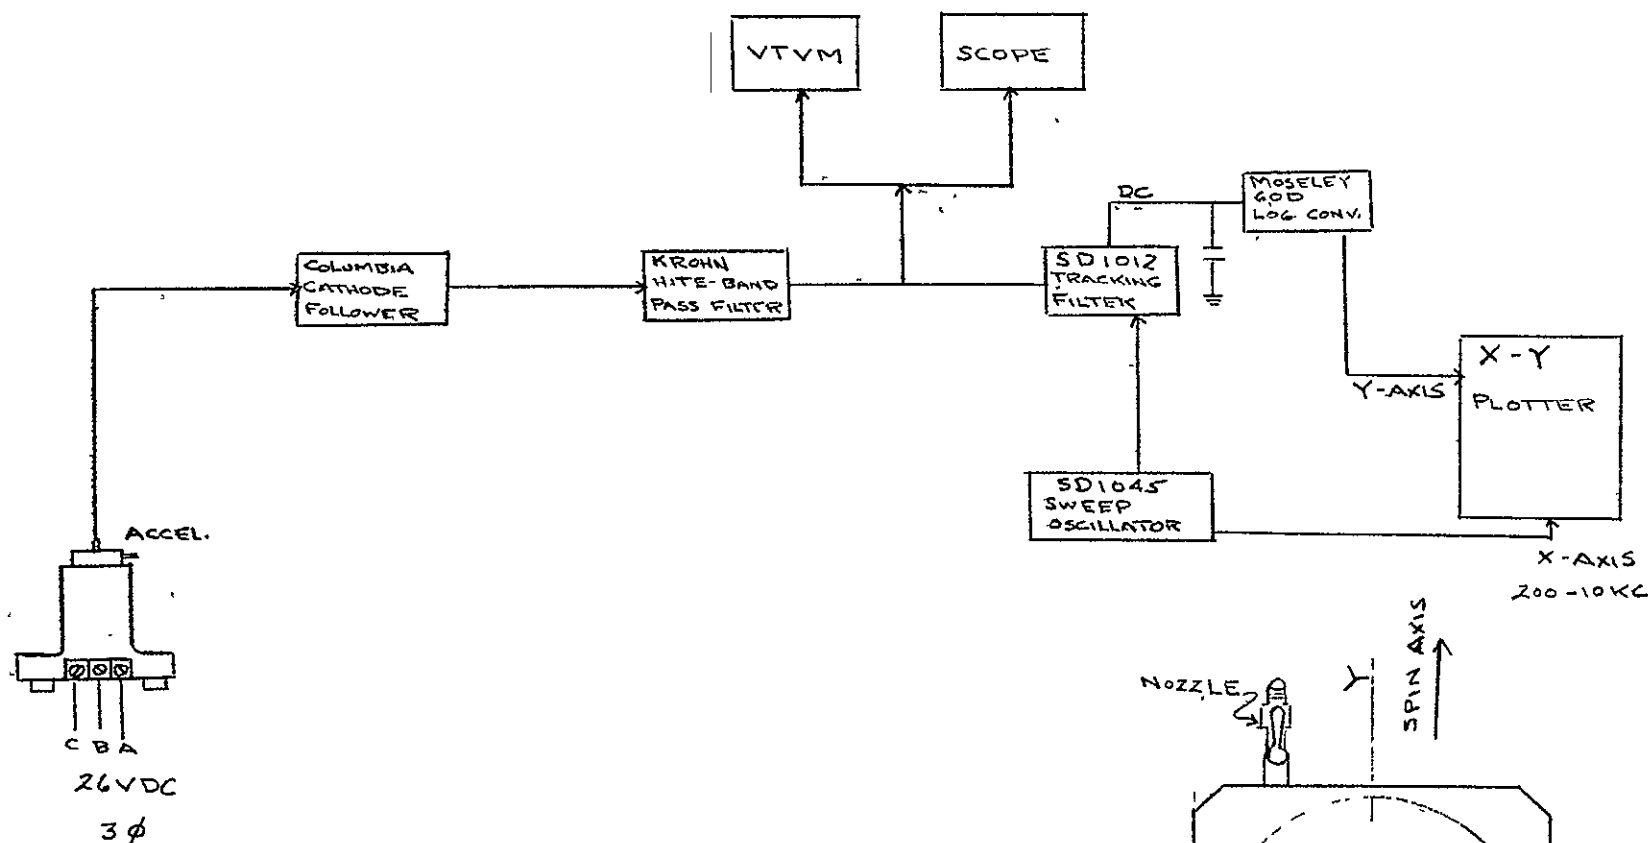 VTVM
SCOPE
DC
MOSELEY
60D
LOG CONV.
COLUMBIA
CATHODE
FOLLOWER
KROHN
HITE-BAND
PASS FILTER
SD1012
TRACKING
FILTER
X-Y
PLOTTER
Y-AXIS
SD1045
SWEEP
OSCILLATOR
X-AXIS
200-10KC
ACCEL.
C B A
26VDC
3 φ
NOZZLE
Y
SPIN AXIS